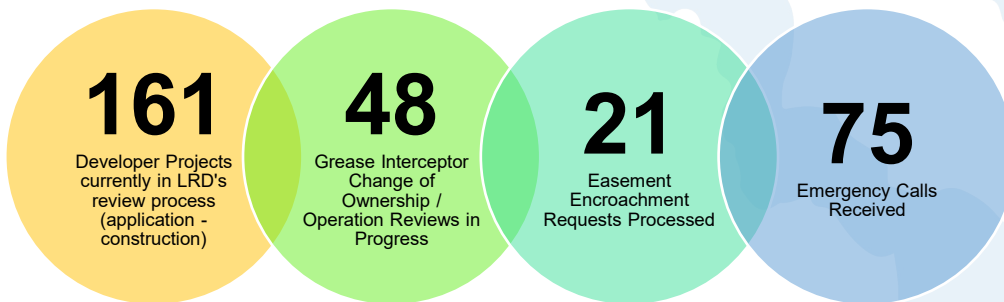 161
Developer Projects
currently in LRD's
review process
(application -
construction)
48
Grease Interceptor
Change of
Ownership /
Operation Reviews in
Progress
21
Easement
Encroachment
Requests Processed
75
Emergency Calls
Received